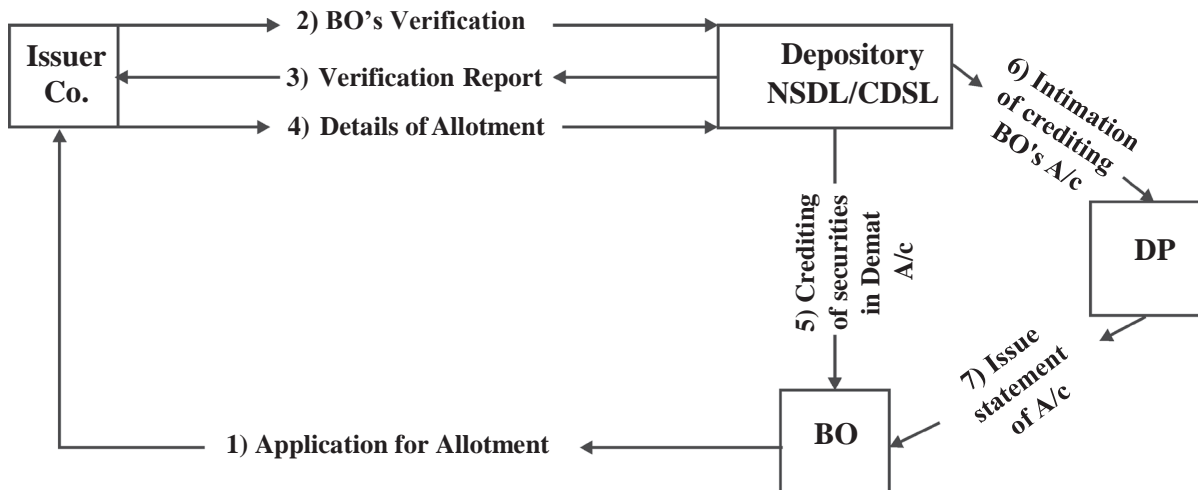 2) BO's Verification
Issuer
Co.
3) Verification Report
4) Details of Allotment
Depository
NSDL/CDSL
6) Intimation
of crediting
BO's A/c
DP
5) Crediting
of securities
in Demat
A/c
7) Issue
statement
of A/c
BO
1) Application for Allotment